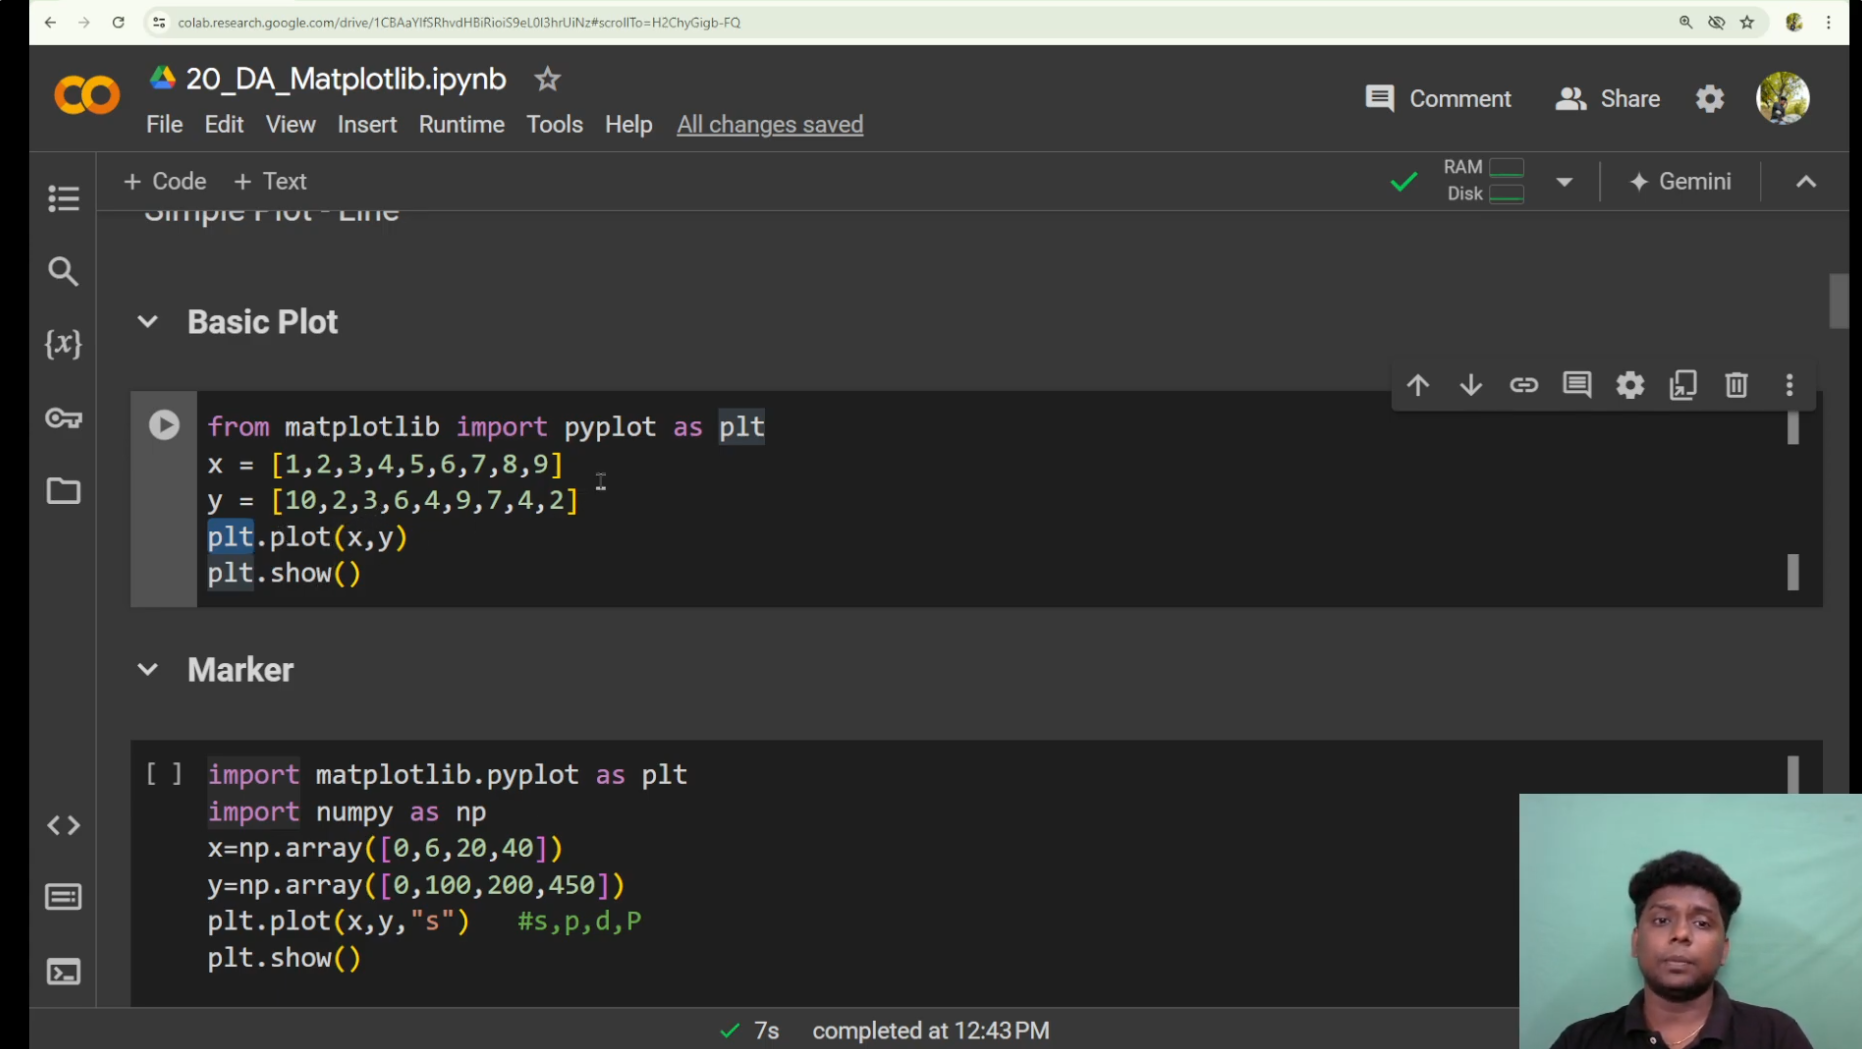 colab.research.google.com/drive/1CBAaYlfSRhvdHBiRioiS9eL0I3hrUiNz#scrollTo=H2ChyGigb-FQ
20_DA_Matplotlib.ipynb
Comment
Share
File Edit View Insert Runtime Tools Help All changes saved
+ Code + Text
RAM
Disk
Gemini
Simple Plot - Line
Basic Plot
from matplotlib import pyplot as plt
x = [1,2,3,4,5,6,7,8,9]
y = [10,2,3,6,4,9,7,4,2]
plt.plot(x,y)
plt.show()
Marker
[ ] import matplotlib.pyplot as plt
import numpy as np
x=np.array([0,6,20,40])
y=np.array([0,100,200,450])
plt.plot(x,y,"s") #s,p,d,P
plt.show()
7s completed at 12:43 PM